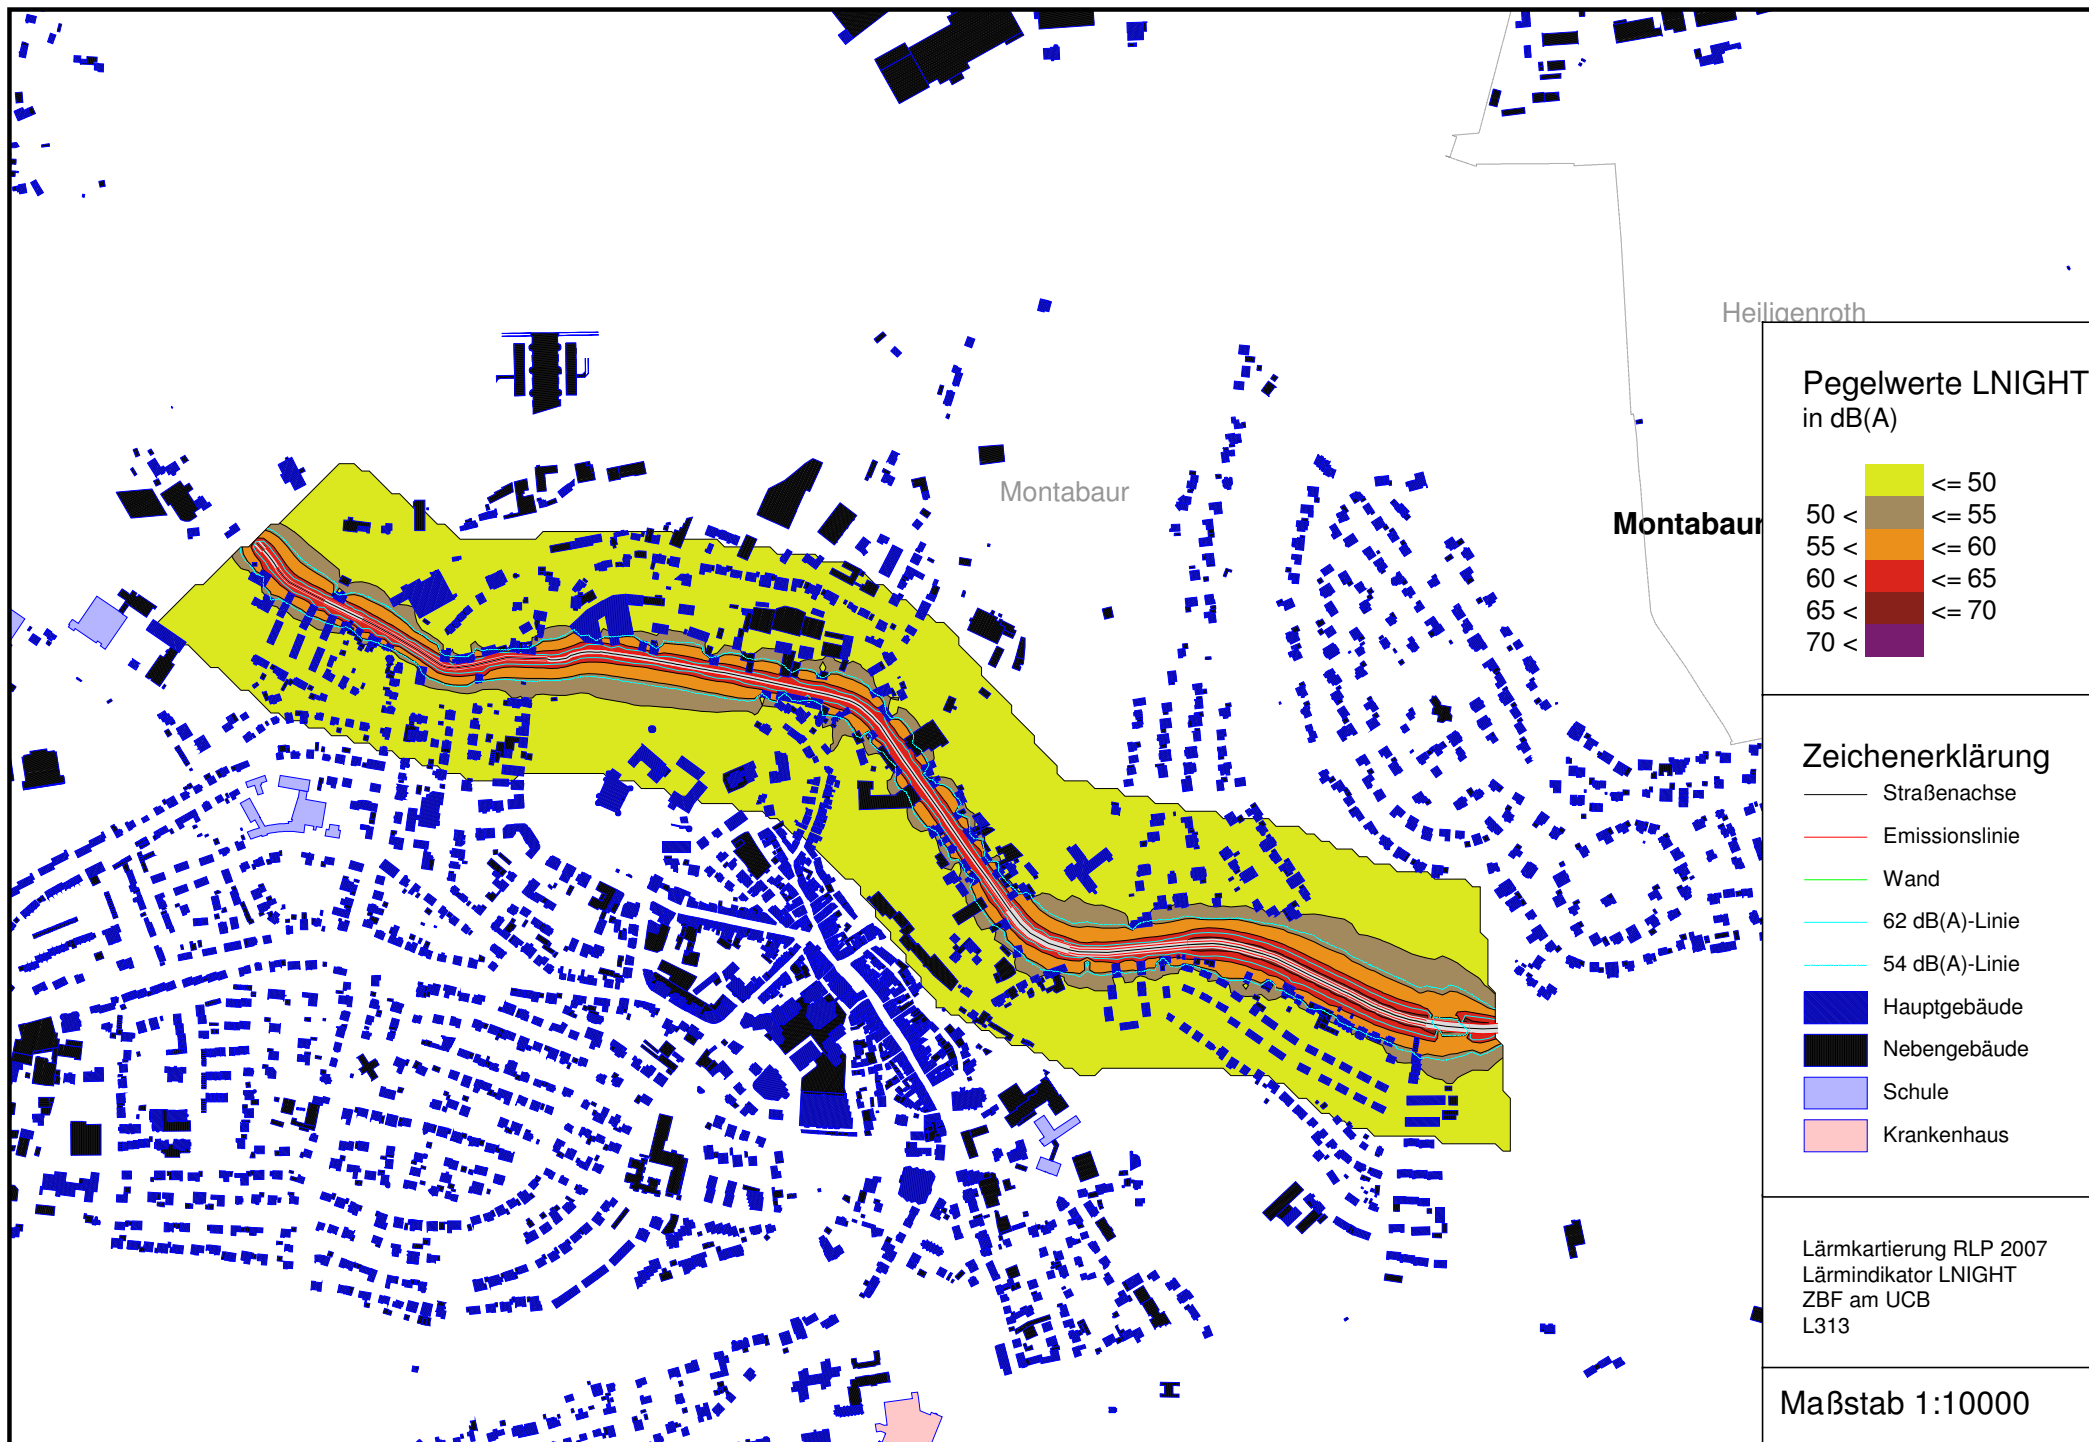 Heiligenroth
Montabaur
Montabaur
Pegelwerte LNIGHT
in dB(A)
<= 50
50 < <= 55
55 < <= 60
60 < <= 65
65 < <= 70
70 <
Zeichenerklärung
Straßenachse
Emissionslinie
Wand
62 dB(A)-Linie
54 dB(A)-Linie
Hauptgebäude
Nebengebäude
Schule
Krankenhaus
Lärmkartierung RLP 2007
Lärmindikator LNIGHT
ZBF am UCB
L313
Maßstab 1:10000